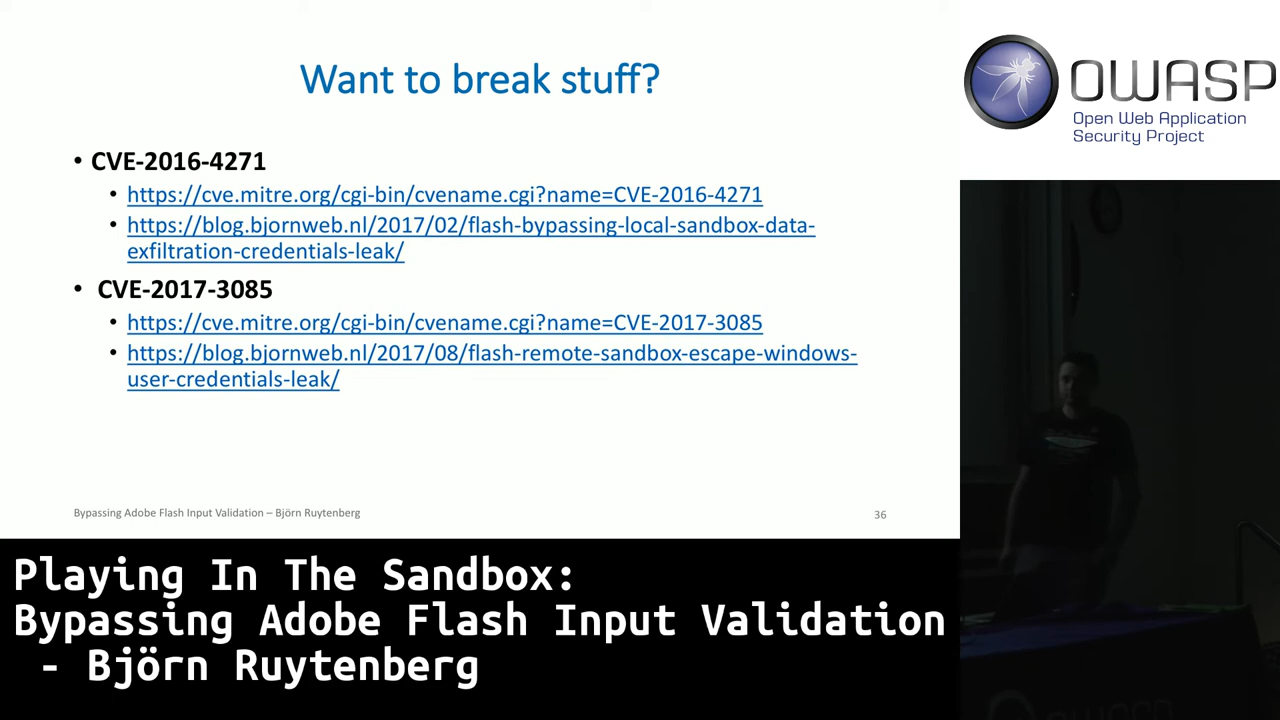 Want to break stuff?
• CVE-2016-4271
• https://cve.mitre.org/cgi-bin/cvename.cgi?name=CVE-2016-4271
• https://blog.bjornweb.nl/2017/02/flash-bypassing-local-sandbox-data-
exfiltration-credentials-leak/
• CVE-2017-3085
• https://cve.mitre.org/cgi-bin/cvename.cgi?name=CVE-2017-3085
• https://blog.bjornweb.nl/2017/08/flash-remote-sandbox-escape-windows-
user-credentials-leak/
Bypassing Adobe Flash Input Validation – Björn Ruytenberg
36
OWASP
Open Web Application
Security Project
Playing In The Sandbox:
Bypassing Adobe Flash Input Validation
- Björn Ruytenberg